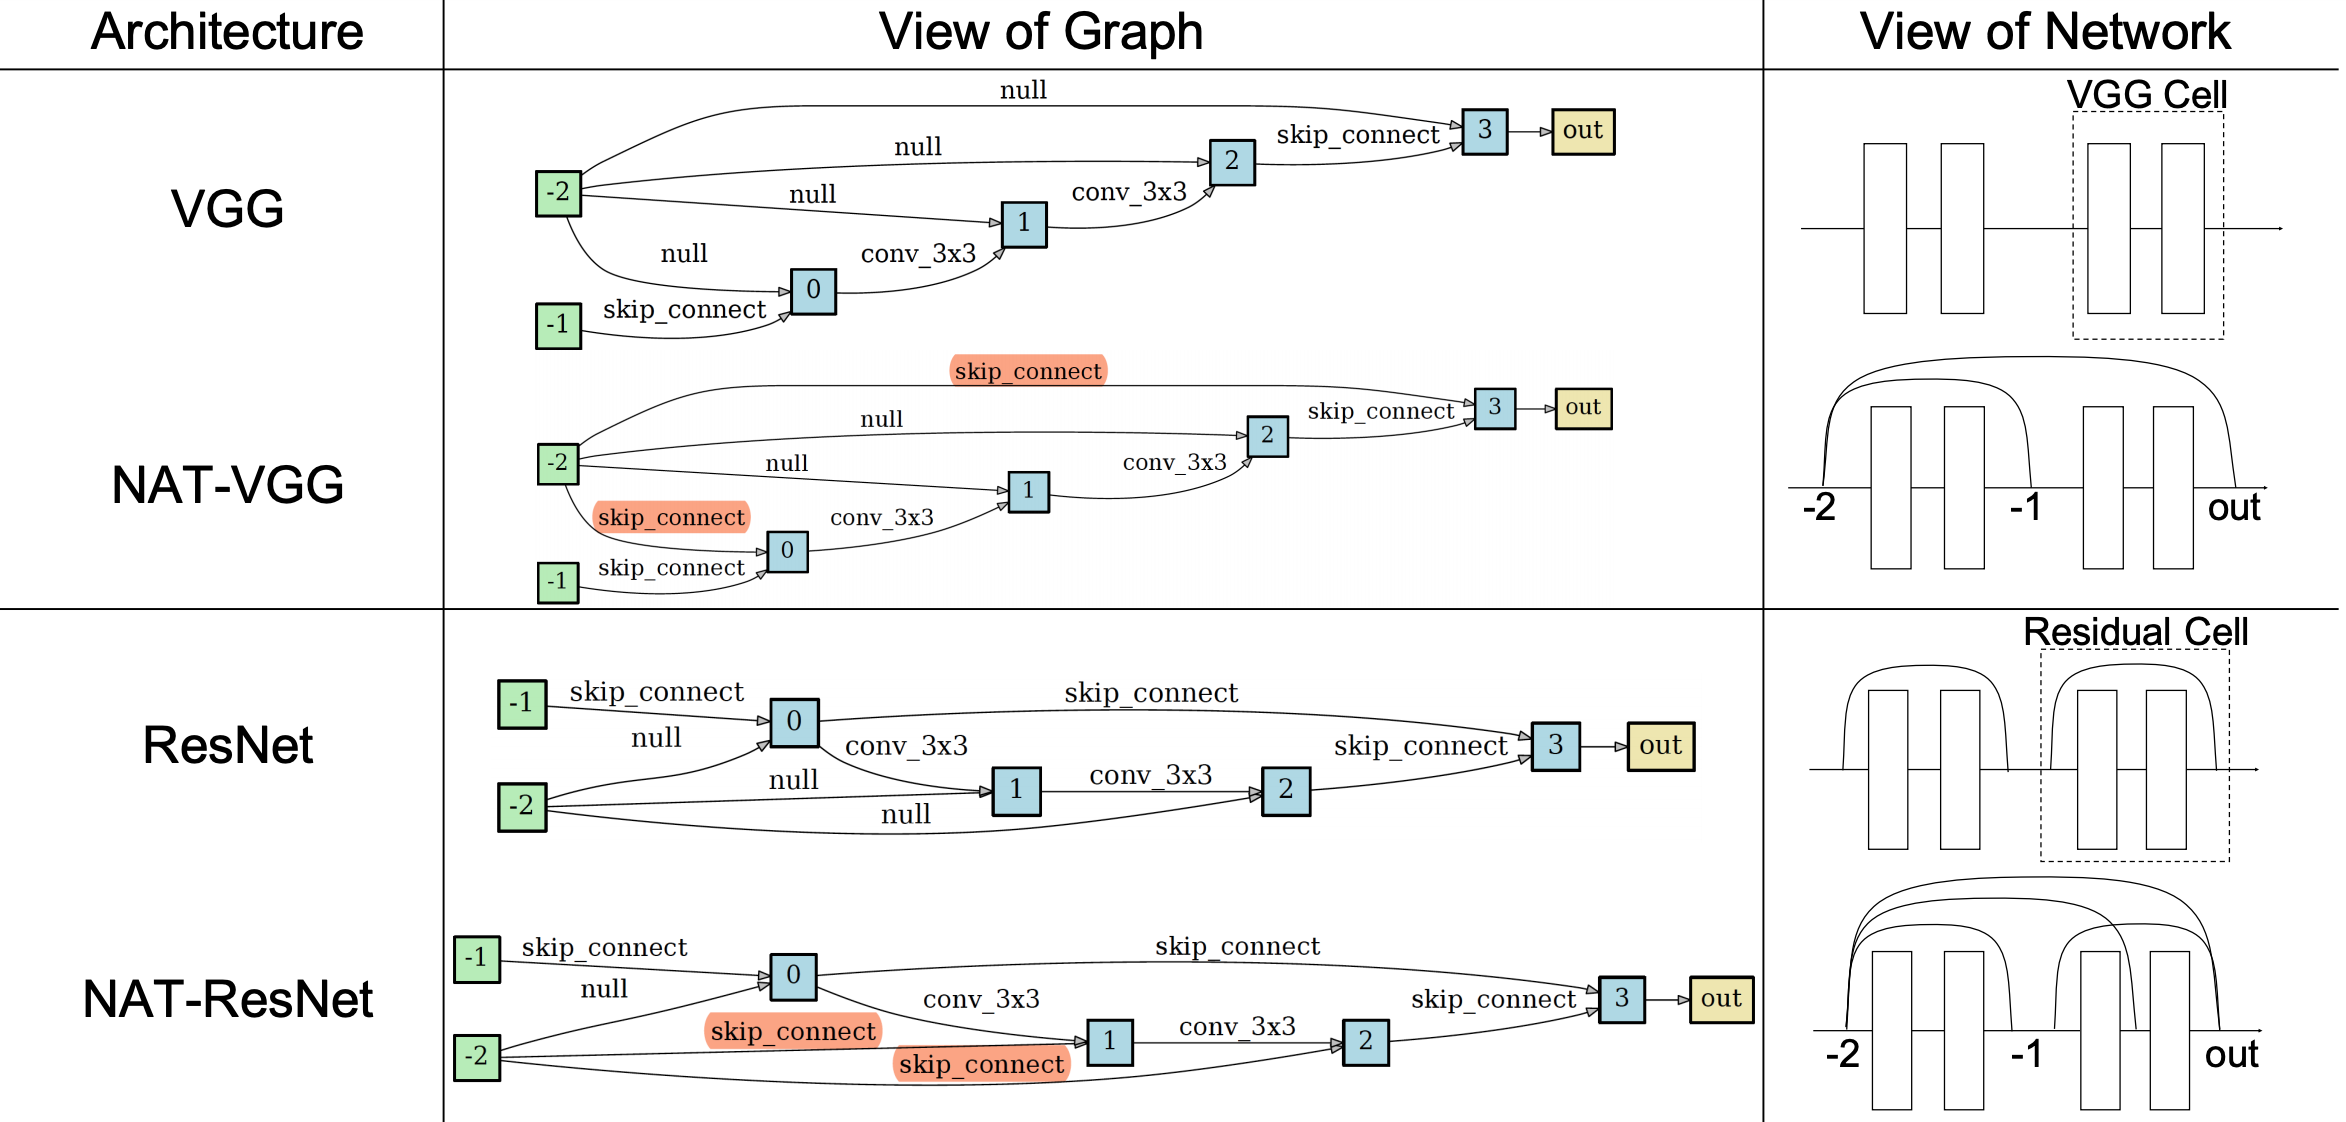 Architecture
View of Graph
View of Network
VGG
null
null
null
null
skip_connect
conv_3x3
conv_3x3
skip_connect
-2
-1
0
1
2
3
out
VGG Cell
NAT-VGG
skip_connect
null
null
skip_connect
skip_connect
conv_3x3
conv_3x3
skip_connect
-2
-1
0
1
2
3
out
-2
-1
out
ResNet
-1
skip_connect
null
-2
0
skip_connect
conv_3x3
null
null
1
conv_3x3
2
skip_connect
3
out
Residual Cell
NAT-ResNet
-1
skip_connect
null
-2
0
skip_connect
conv_3x3
skip_connect
skip_connect
1
conv_3x3
2
skip_connect
3
out
-2
-1
out